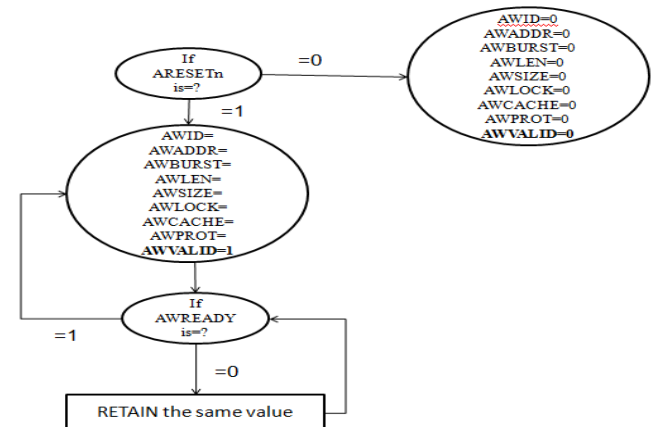 If
ARESETn
is=?
=0
AWID=0
AWADDR=0
AWBURST=0
AWLEN=0
AWSIZE=0
AWLOCK=0
AWCACHE=0
AWPROT=0
AWVALID=0
=1
AWID=
AWADDR=
AWBURST=
AWLEN=
AWSIZE=
AWLOCK=
AWCACHE=
AWPROT=
AWVALID=1
If
AWREADY
is=?
=1
=0
RETAIN the same value